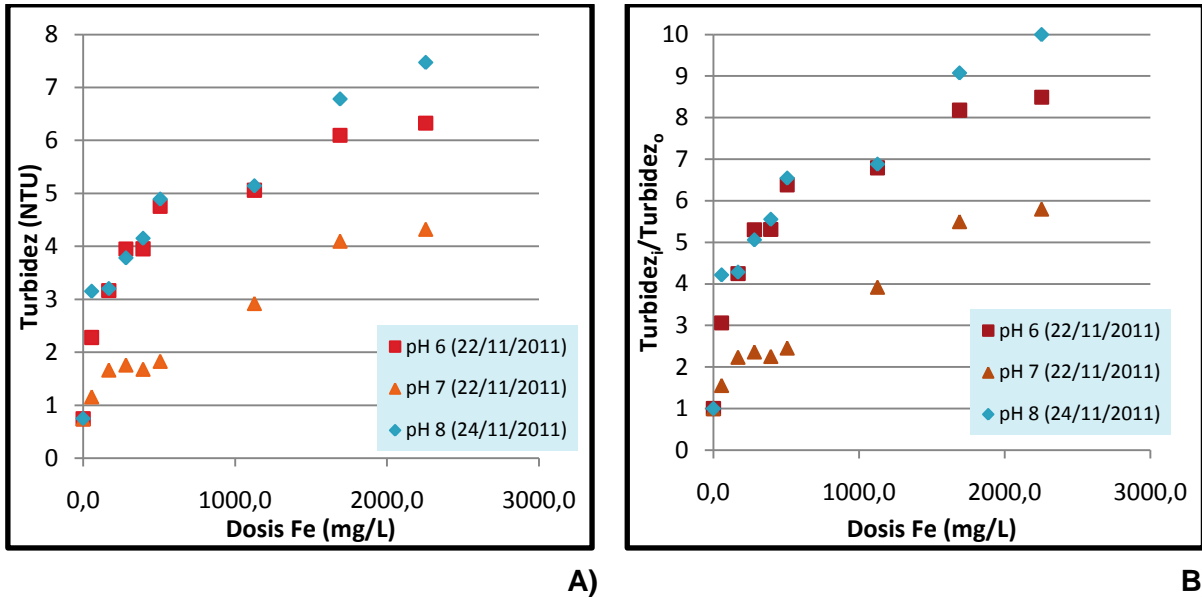 8
7
6
5
4
3
2
1
0
Turbidez (NTU)
0,0 1000,0 2000,0 3000,0
Dosis Fe (mg/L)
pH 6 (22/11/2011)
pH 7 (22/11/2011)
pH 8 (24/11/2011)
A)
10
9
8
7
6
5
4
3
2
1
0
Turbidezi/Turbidezo
0,0 1000,0 2000,0 3000,0
Dosis Fe (mg/L)
pH 6 (22/11/2011)
pH 7 (22/11/2011)
pH 8 (24/11/2011)
B